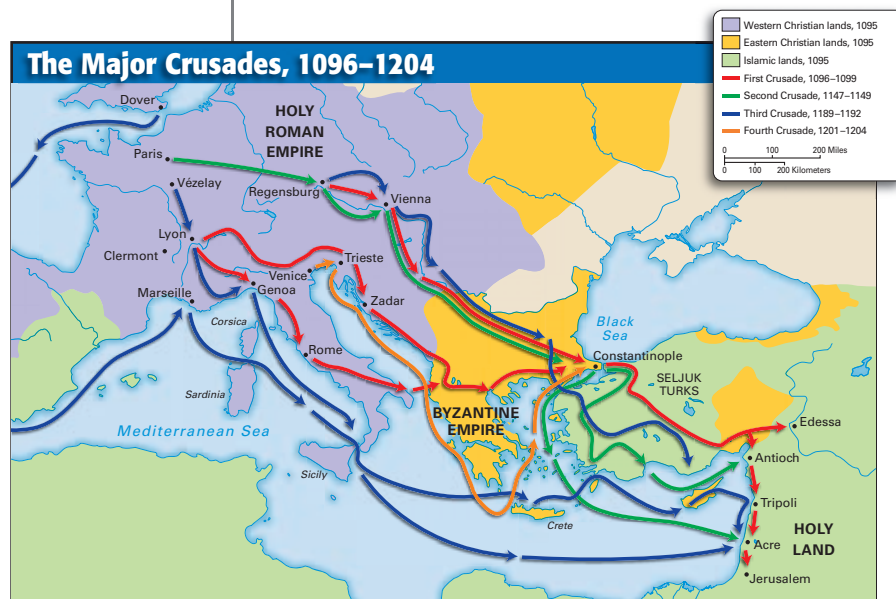 The Major Crusades, 1096–1204
Western Christian lands, 1095
Eastern Christian lands, 1095
Islamic lands, 1095
First Crusade, 1096–1099
Second Crusade, 1147–1149
Third Crusade, 1189–1192
Fourth Crusade, 1201–1204
0 100 200 Miles
0 100 200 Kilometers
Dover
HOLY
ROMAN
EMPIRE
Paris
Vézelay
Regensburg
Vienna
Lyon
Clermont
Trieste
Venice
Genoa
Marseille
Zadar
Corsica
Black
Sea
Rome
Constantinople
SELJUK
TURKS
Sardinia
BYZANTINE
EMPIRE
Edessa
Mediterranean Sea
Antioch
Sicily
Tripoli
Crete
HOLY
LAND
Acre
Jerusalem